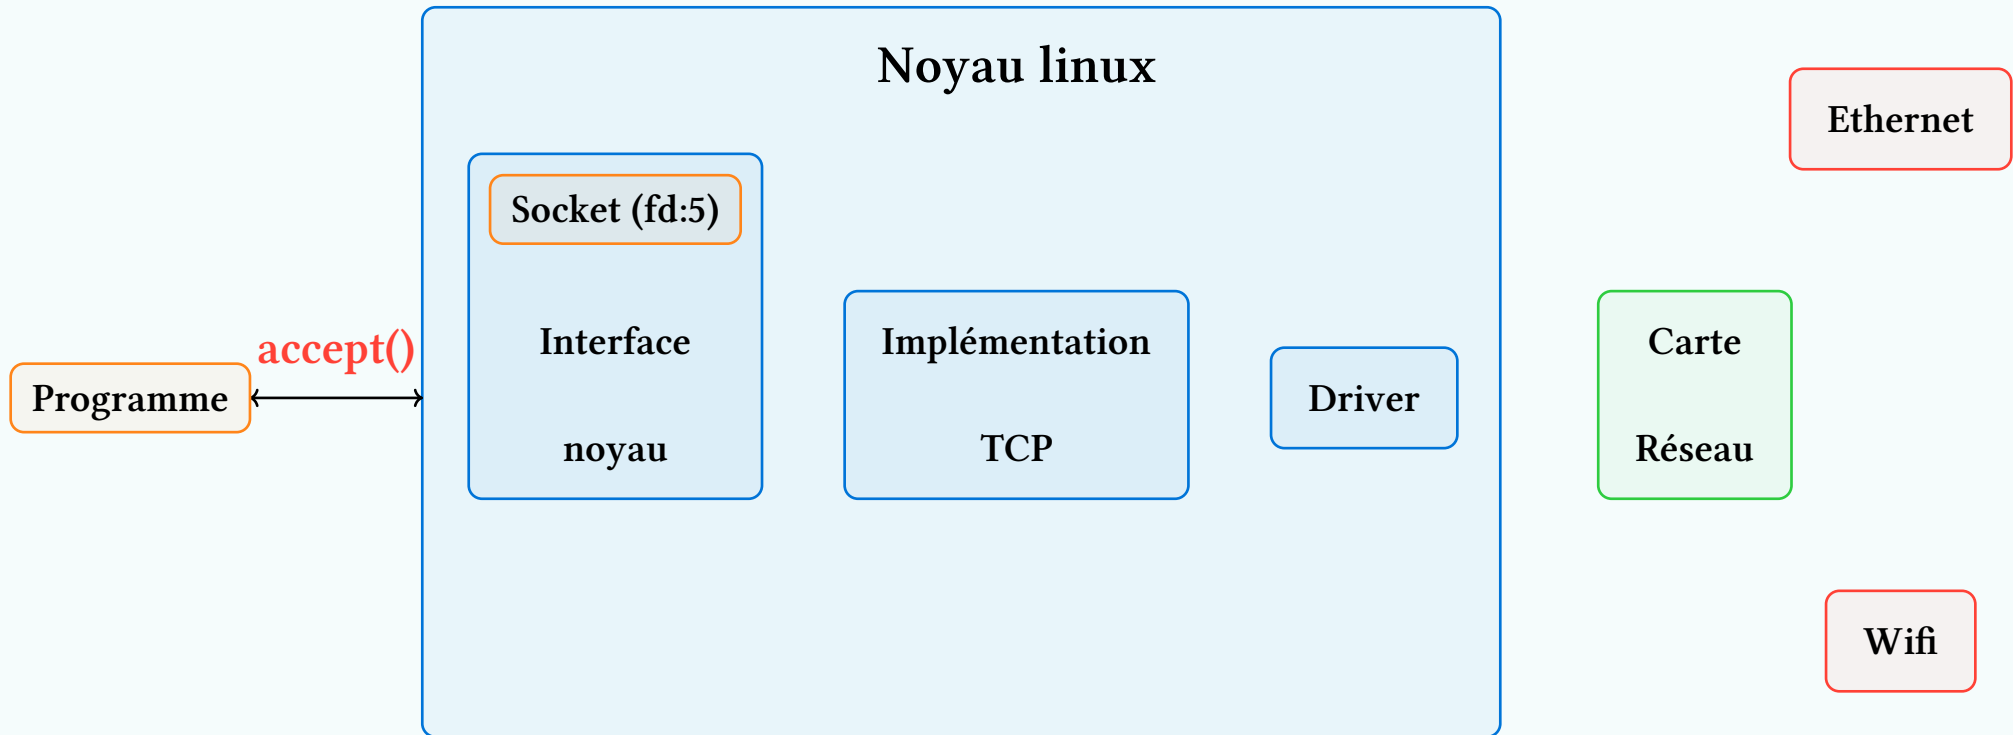 Noyau linux
Ethernet
Socket (fd:5)
accept()
Programme
Interface
noyau
Implémentation
TCP
Driver
Carte
Réseau
Wifi